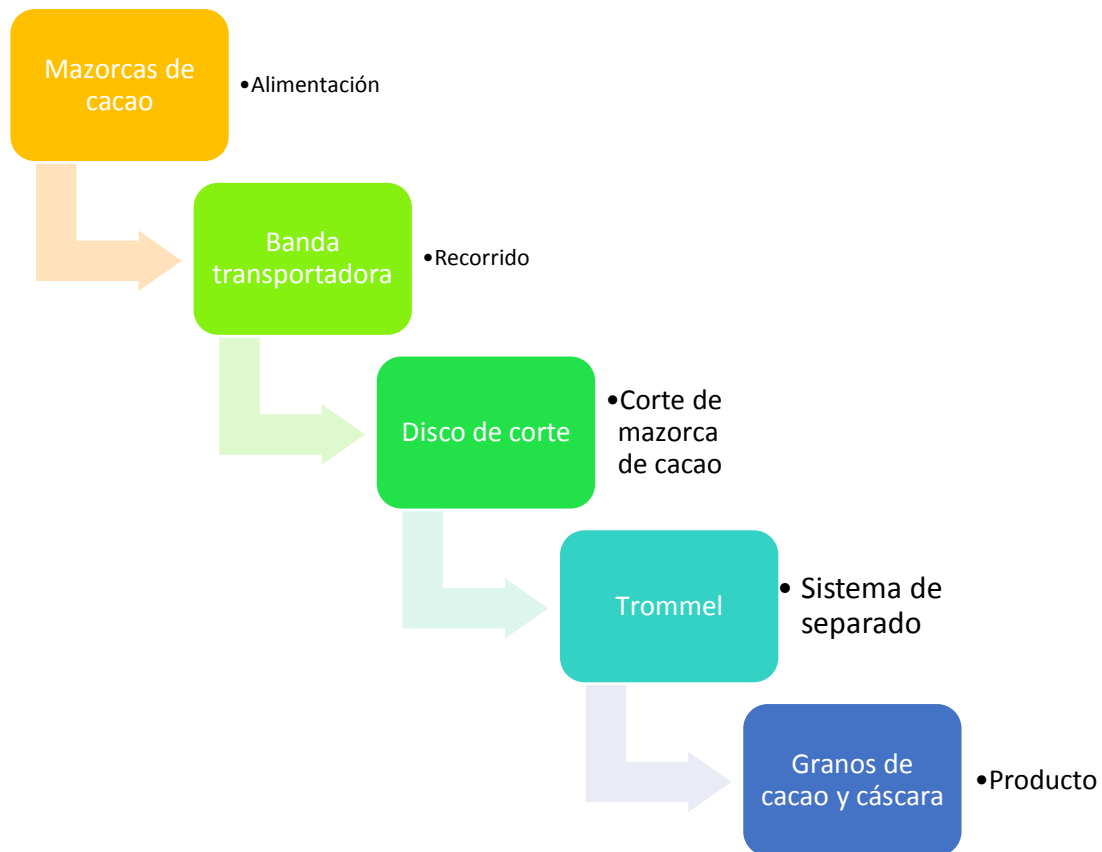 Mazorcas de
cacao
•Alimentación
Banda
transportadora
•Recorrido
Disco de corte
•Corte de
mazorca
de cacao
Trommel
• Sistema de
separado
Granos de
cacao y cáscara
•Producto